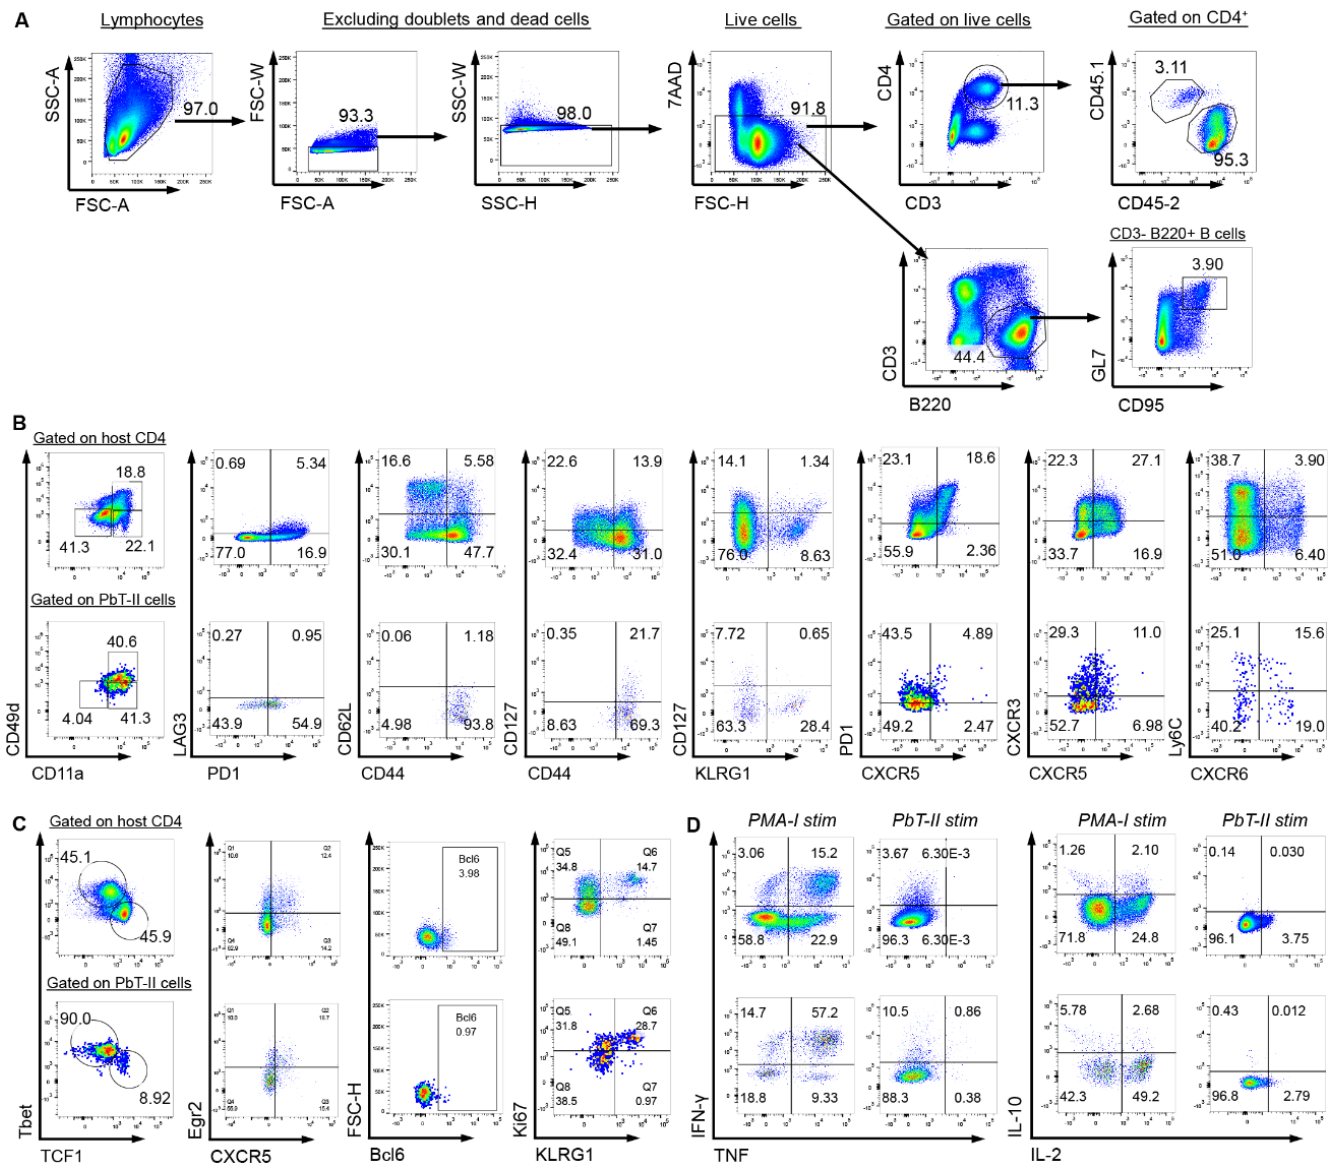 A
Lymphocytes
Excluding doublets and dead cells
Live cells
Gated on live cells
Gated on CD4⁺
SSC-A
97.0
FSC-A
FSC-W
93.3
FSC-A
SSC-W
98.0
SSC-H
7AAD
91.8
FSC-H
CD4
11.3
CD3
CD45.1
3.11
95.3
CD45-2
CD3
44.4
B220
CD3- B220+ B cells
GL7
3.90
CD95
B
Gated on host CD4
18.8
41.3
22.1
0.69 5.34
77.0 16.9
16.6 5.58
30.1 47.7
22.6 13.9
32.4 31.0
14.1 1.34
76.0 8.63
23.1 18.6
55.9 2.36
22.3 27.1
33.7 16.9
38.7 3.90
51.0 6.40
Gated on PbT-II cells
40.6
4.04
41.3
CD49d
CD11a
0.27 0.95
43.9 54.9
LAG3
PD1
0.06 1.18
4.98 93.8
CD62L
CD44
0.35 21.7
8.63 69.3
CD127
CD44
7.72 0.65
63.3 28.4
CD127
KLRG1
43.5 4.89
49.2 2.47
PD1
CXCR5
29.3 11.0
52.7 6.98
CXCR3
CXCR5
25.1 15.6
40.2 19.0
Ly6C
CXCR6
C
Gated on host CD4
45.1
45.9
Q1
10.6
Q2
12.4
Q4
Q3
14.2
Bcl6
3.98
Q5
34.8
Q6
14.7
Q8
49.1
Q7
1.45
Gated on PbT-II cells
90.0
8.92
Tbet
TCF1
Q1
Q2
Q4
Q3
15.4
Egr2
CXCR5
Bcl6
0.97
FSC-H
Bcl6
Q5
31.8
Q6
28.7
Q8
38.5
Q7
0.97
Ki67
KLRG1
D
PMA-I stim
PbT-II stim
PMA-I stim
PbT-II stim
3.06 15.2
58.8 22.9
3.67 6.30E-3
96.3 6.30E-3
1.26 2.10
71.8 24.8
0.14 0.030
96.1 3.75
14.7 57.2
18.8 9.33
10.5 0.86
88.3 0.38
IFN-γ
TNF
5.78 2.68
42.3 49.2
0.43 0.012
96.8 2.79
IL-10
IL-2